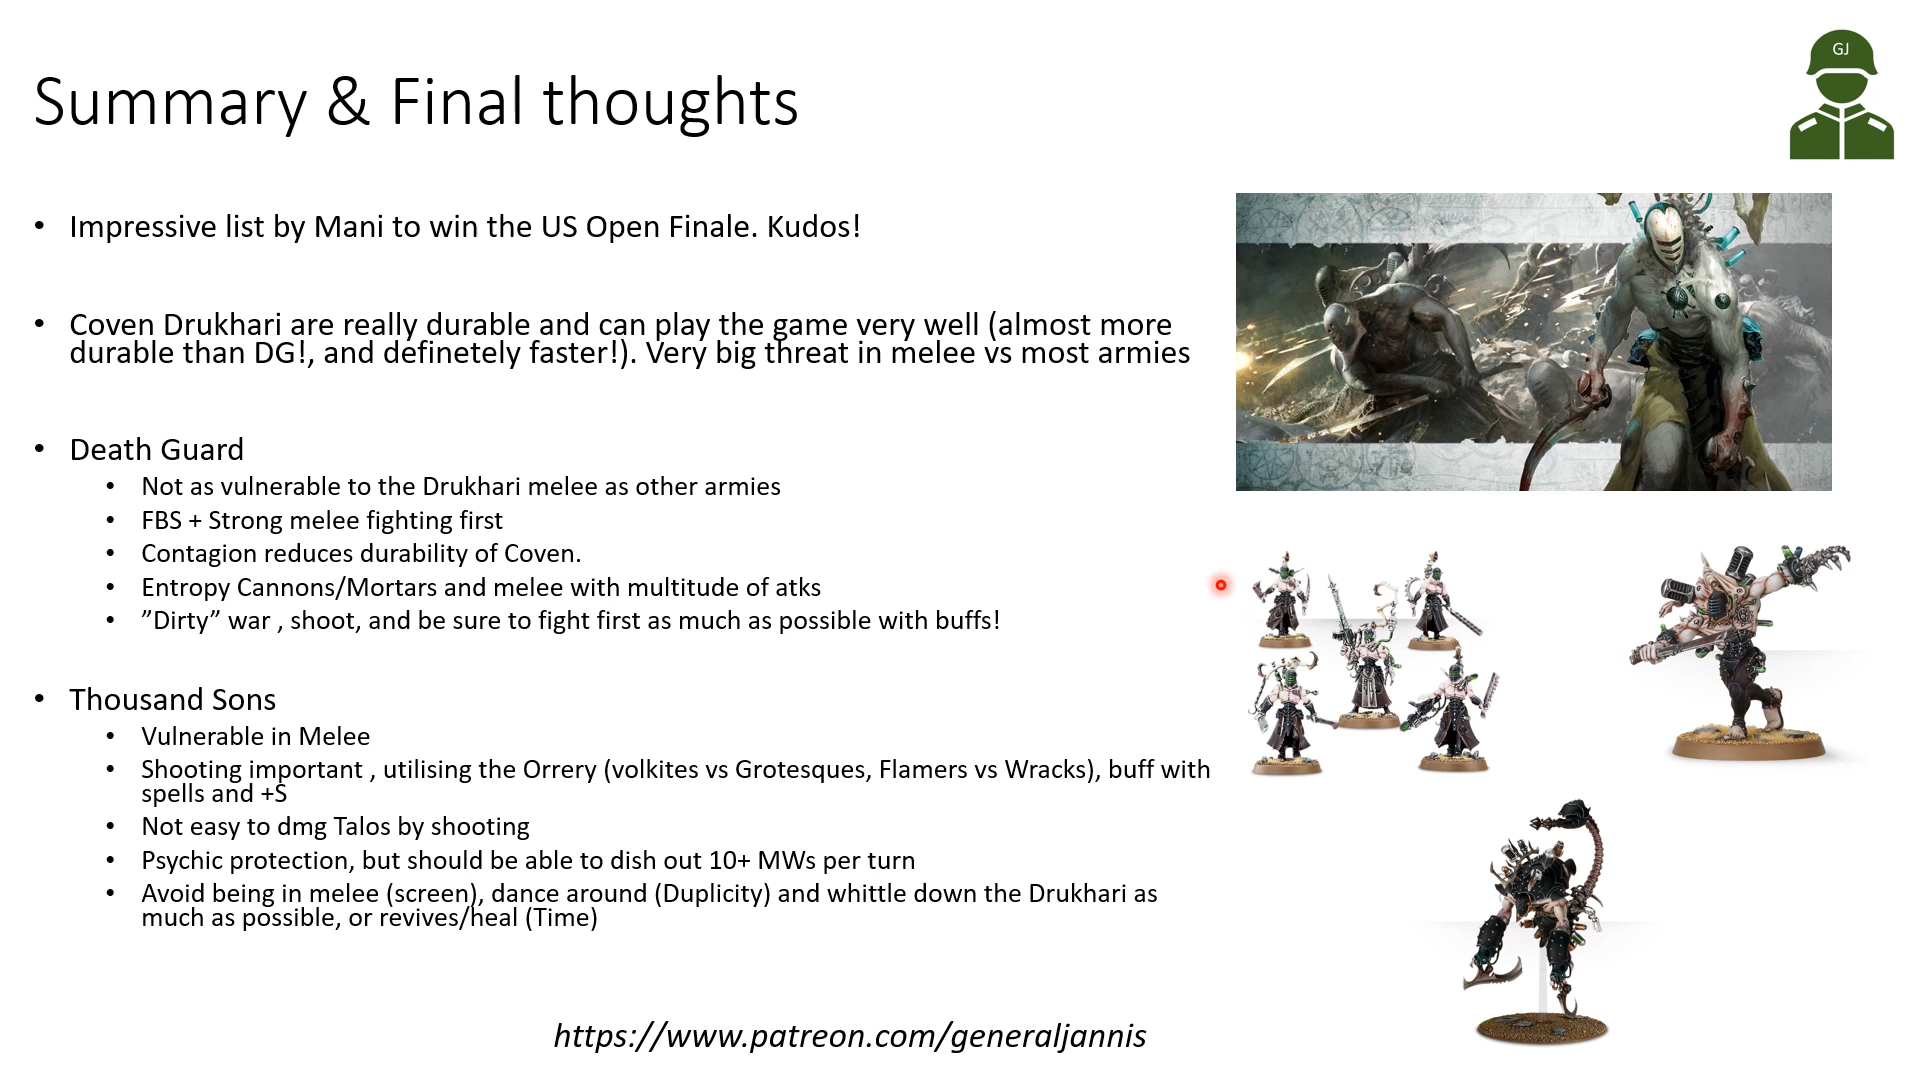 GJ
Summary & Final thoughts
• Impressive list by Mani to win the US Open Finale. Kudos!
• Coven Drukhari are really durable and can play the game very well (almost more
durable than DG!, and definetely faster!). Very big threat in melee vs most armies
• Death Guard
• Not as vulnerable to the Drukhari melee as other armies
• FBS + Strong melee fighting first
• Contagion reduces durability of Coven.
• Entropy Cannons/Mortars and melee with multitude of atks
• ”Dirty” war , shoot, and be sure to fight first as much as possible with buffs!
• Thousand Sons
• Vulnerable in Melee
• Shooting important , utilising the Orrery (volkites vs Grotesques, Flamers vs Wracks), buff with
spells and +S
• Not easy to dmg Talos by shooting
• Psychic protection, but should be able to dish out 10+ MWs per turn
• Avoid being in melee (screen), dance around (Duplicity) and whittle down the Drukhari as
much as possible, or revives/heal (Time)
https://www.patreon.com/generaljannis